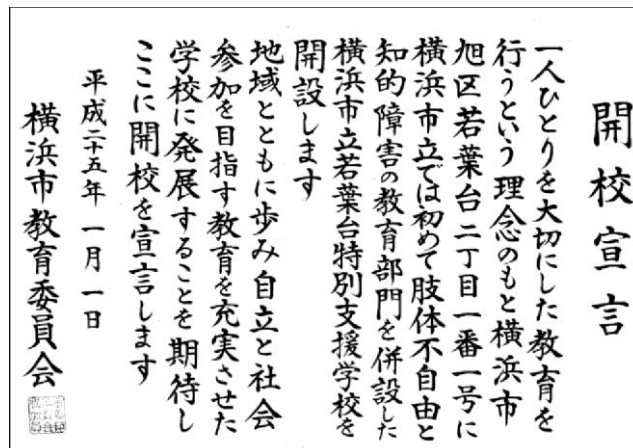 開校宣言
一人ひとりを大切にした教育を
行うという理念のもと横浜市
旭区若葉台二丁目一番一号に
横浜市立では初めて肢体不自由と
知的障害の教育部門を併設した
横浜市立若葉台特別支援学校を
開設します
地域とともに歩み自立と社会
参加を目指す教育を充実させた
学校に発展することを期待し
ここに開校を宣言します
平成二十五年一月一日
横浜市教育委員会